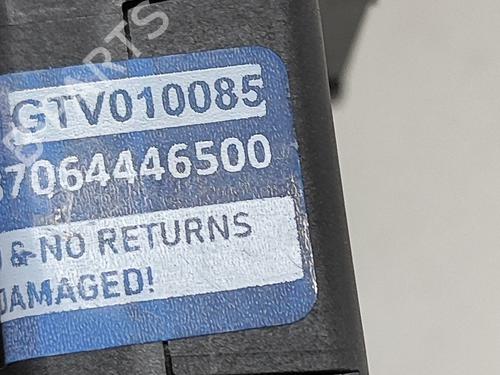 GTV010085
7064446500
& NO RETURNS
DAMAGED!